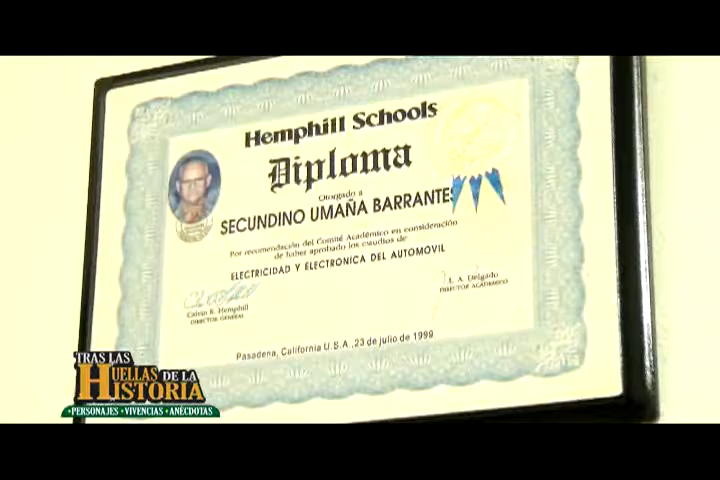 Hemphill Schools
Diploma
Otorgado a
SECUNDINO UMAÑA BARRANTES
Por recomendación del Comité Académico en consideración
de haber aprobado los estudios de
ELECTRICIDAD Y ELECTRONICA DEL AUTOMOVIL
Calvin R. Hemphill
DIRECTOR GENERAL
L. A. Delgado
DIRECTOR ACADEMICO
Pasadena, California U.S.A., 23 de julio de 1999
TRAS LAS
HUELLAS DE LA
HISTORIA
• PERSONAJES • VIVENCIAS • ANÉCDOTAS